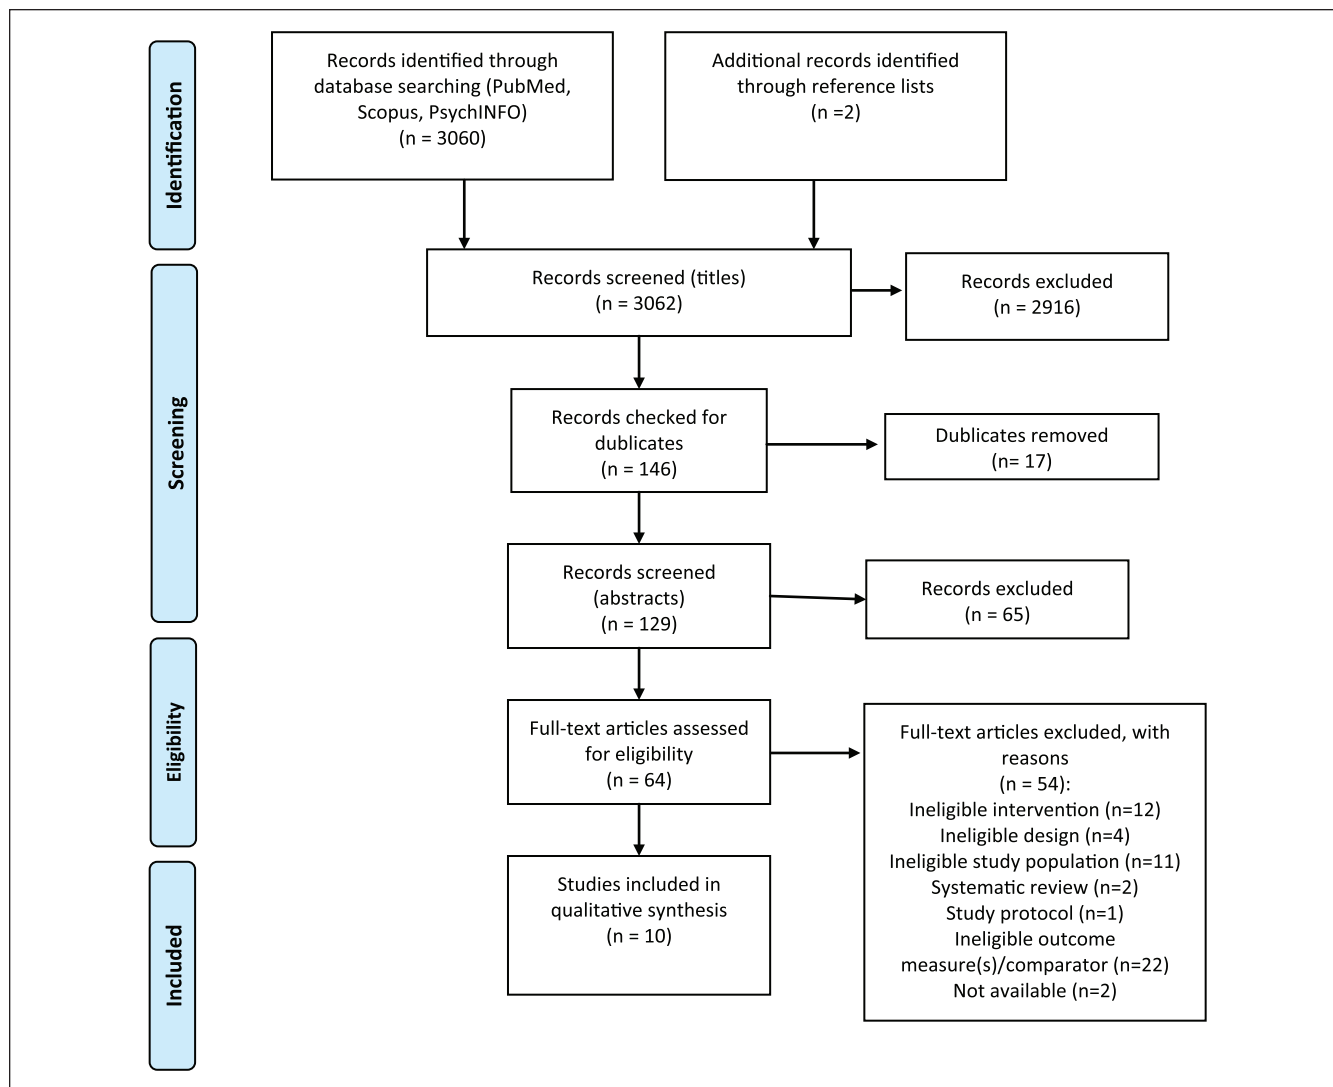 Identification
Records identified through
database searching (PubMed,
Scopus, PsychINFO)
(n = 3060)
Additional records identified
through reference lists
(n =2)
Screening
Records screened (titles)
(n = 3062)
Records excluded
(n = 2916)
Records checked for
dublicates
(n = 146)
Dublicates removed
(n= 17)
Records screened
(abstracts)
(n = 129)
Records excluded
(n = 65)
Eligibility
Full-text articles assessed
for eligibility
(n = 64)
Full-text articles excluded, with
reasons
(n = 54):
Ineligible intervention (n=12)
Ineligible design (n=4)
Ineligible study population (n=11)
Systematic review (n=2)
Study protocol (n=1)
Ineligible outcome
measure(s)/comparator (n=22)
Not available (n=2)
Included
Studies included in
qualitative synthesis
(n = 10)